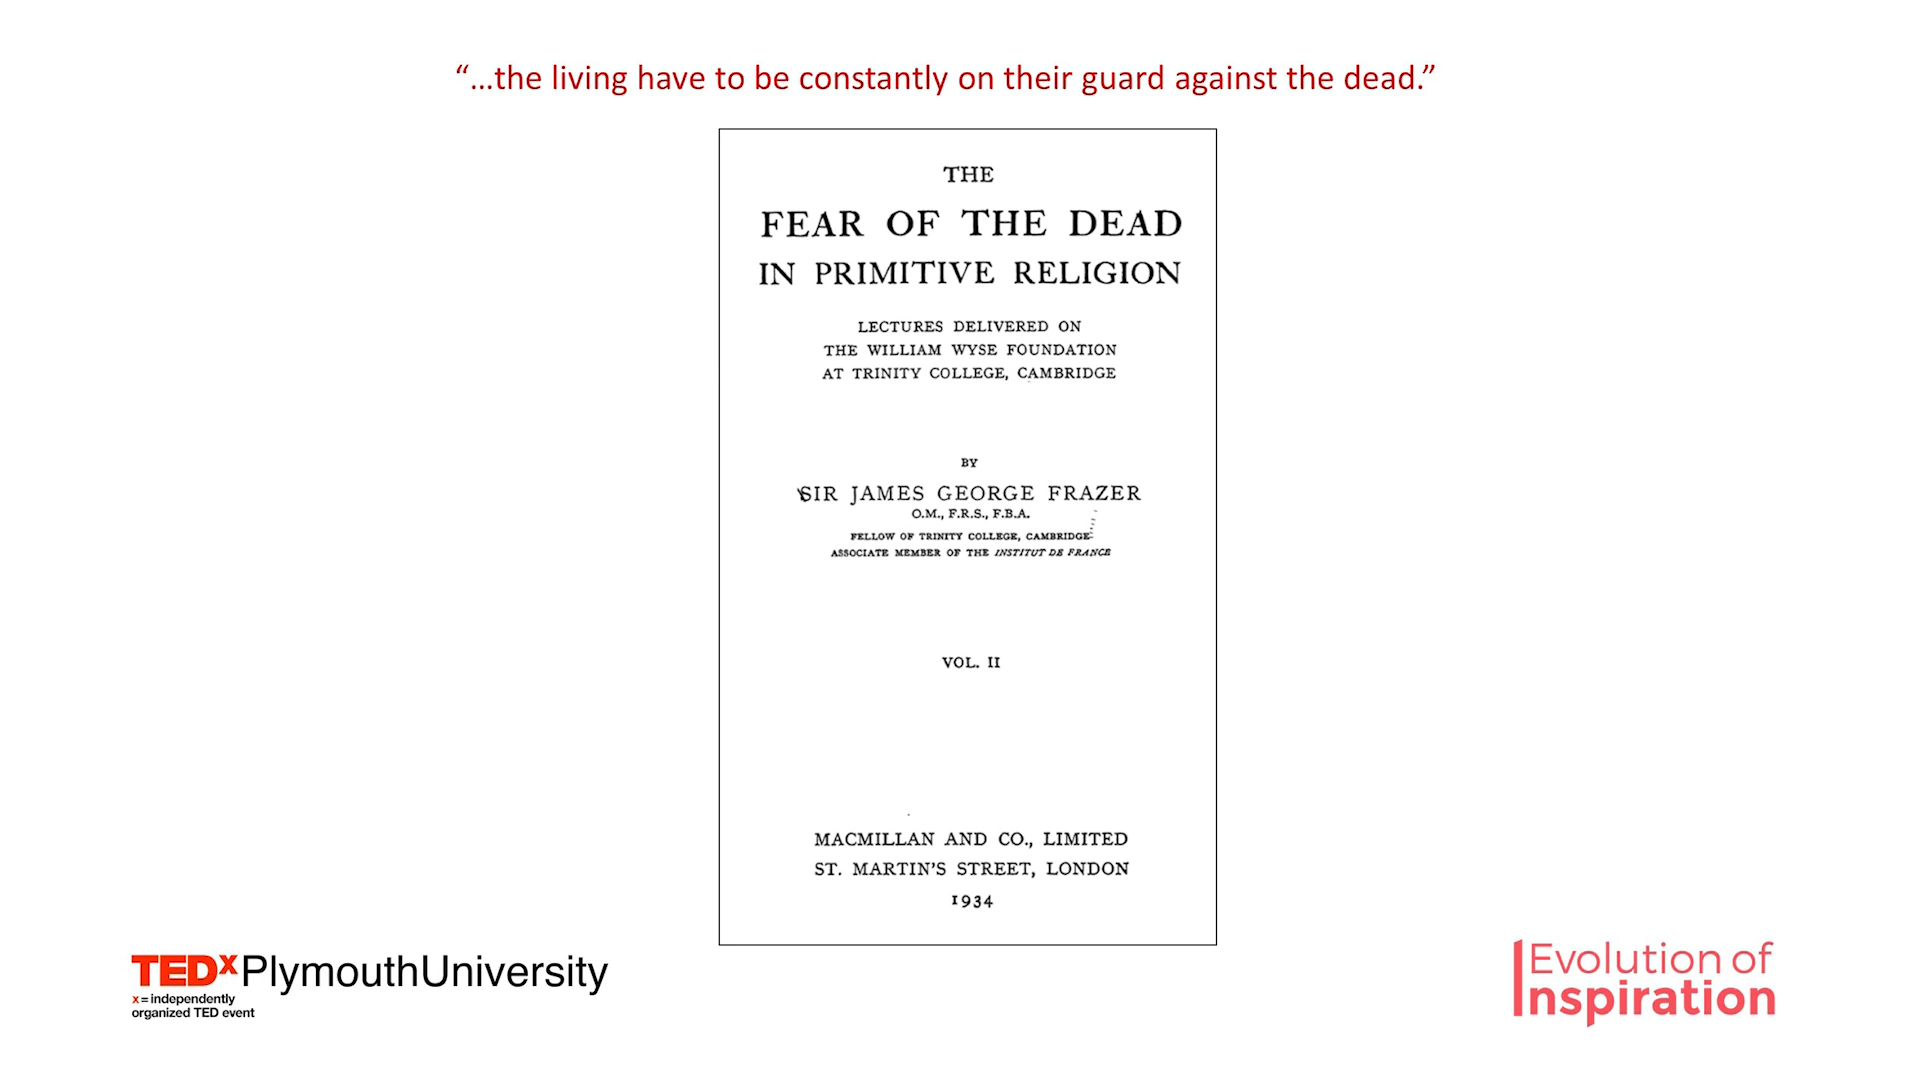 “...the living have to be constantly on their guard against the dead.”
THE
FEAR OF THE DEAD
IN PRIMITIVE RELIGION
LECTURES DELIVERED ON
THE WILLIAM WYSE FOUNDATION
AT TRINITY COLLEGE, CAMBRIDGE
BY
SIR JAMES GEORGE FRAZER
O.M., F.R.S., F.B.A.
FELLOW OF TRINITY COLLEGE, CAMBRIDGE
ASSOCIATE MEMBER OF THE INSTITUT DE FRANCE
VOL. II
MACMILLAN AND CO., LIMITED
ST. MARTIN'S STREET, LONDON
1934
TEDxPlymouthUniversity
x = independently
organized TED event
Evolution of
Inspiration